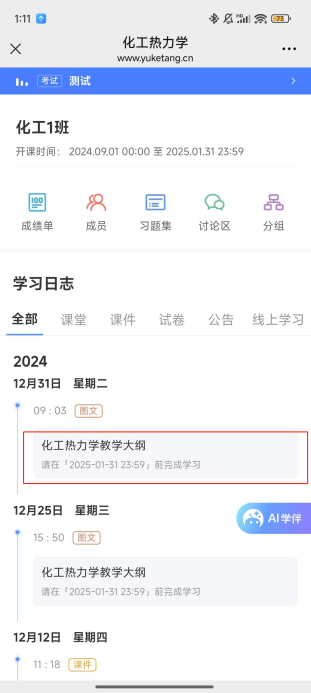 1:11
73
化工热力学
www.yuketang.cn
考试 测试
化工1班
开课时间： 2024.09.01 00:00 至 2025.01.31 23:59
100
成绩单 成员 习题集 讨论区 分组
学习日志
全部 课堂 课件 试卷 公告 线上学习
2024
12月31日 星期二
09 : 03 图文
化工热力学教学大纲
请在「2025-01-31 23:59」前完成学习
12月25日 星期三
AI学伴
15 : 50 图文
化工热力学教学大纲
请在「2025-01-31 23:59」前完成学习
12月12日 星期四
11 : 18 课件